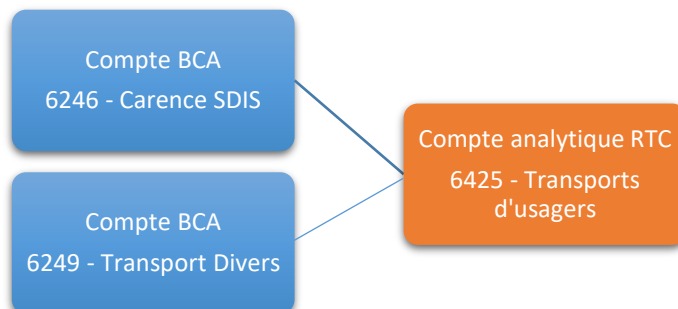 Compte BCA
6246 - Carence SDIS
Compte analytique RTC
6425 - Transports
d'usagers
Compte BCA
6249 - Transport Divers